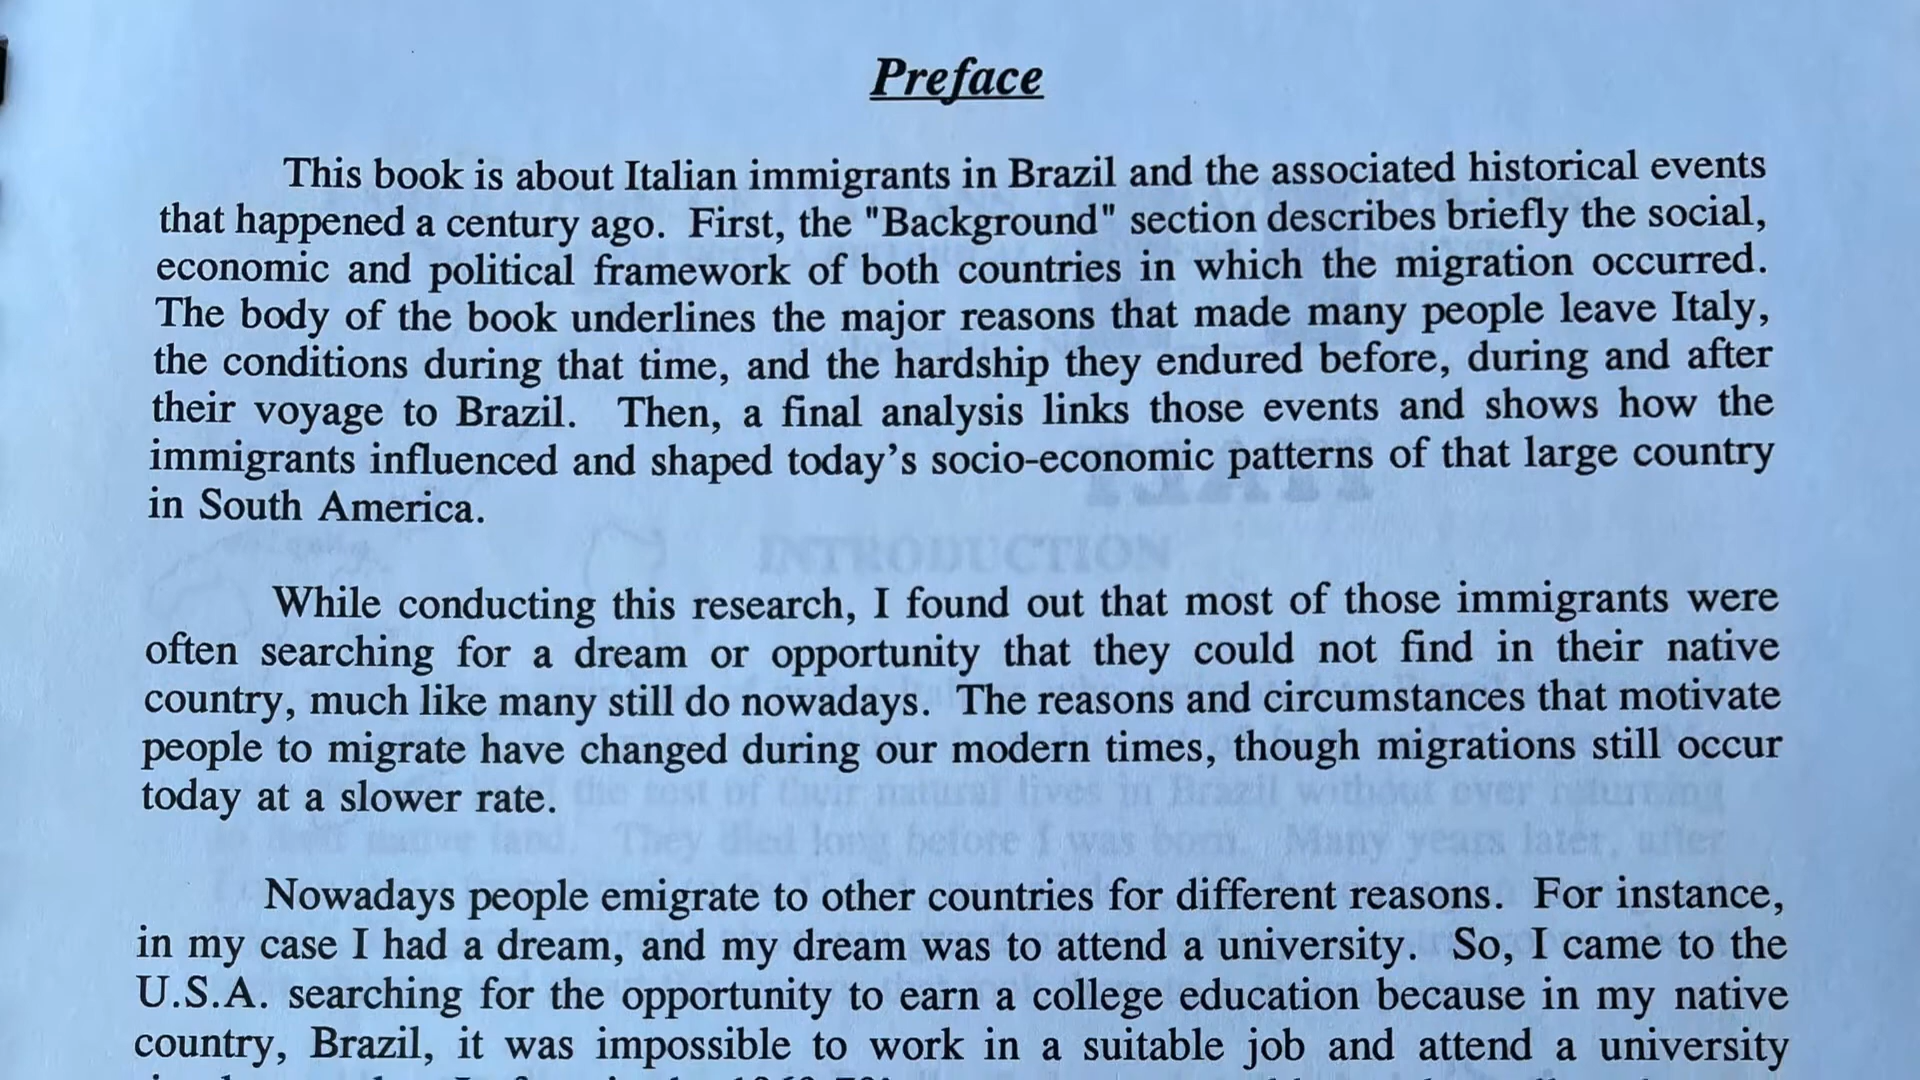 Preface
This book is about Italian immigrants in Brazil and the associated historical events
that happened a century ago. First, the "Background" section describes briefly the social,
economic and political framework of both countries in which the migration occurred.
The body of the book underlines the major reasons that made many people leave Italy,
the conditions during that time, and the hardship they endured before, during and after
their voyage to Brazil. Then, a final analysis links those events and shows how the
immigrants influenced and shaped today’s socio-economic patterns of that large country
in South America.
While conducting this research, I found out that most of those immigrants were
often searching for a dream or opportunity that they could not find in their native
country, much like many still do nowadays. The reasons and circumstances that motivate
people to migrate have changed during our modern times, though migrations still occur
today at a slower rate.
Nowadays people emigrate to other countries for different reasons. For instance,
in my case I had a dream, and my dream was to attend a university. So, I came to the
U.S.A. searching for the opportunity to earn a college education because in my native
country, Brazil, it was impossible to work in a suitable job and attend a university